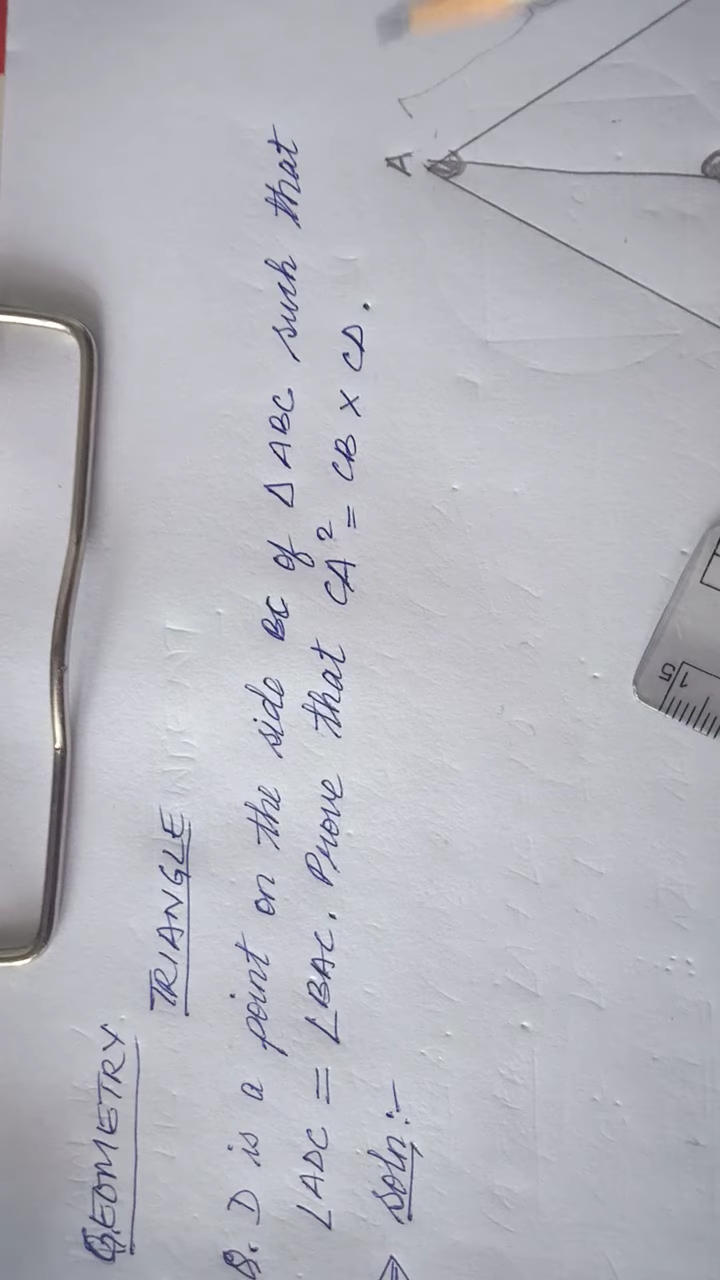 GEOMETRY
TRIANGLE
Q. D is a point on the side BC of Δ ABC such that
∠ADC = ∠BAC. Prove that CA² = CB × CD.
⇒ Soln:-
A
15